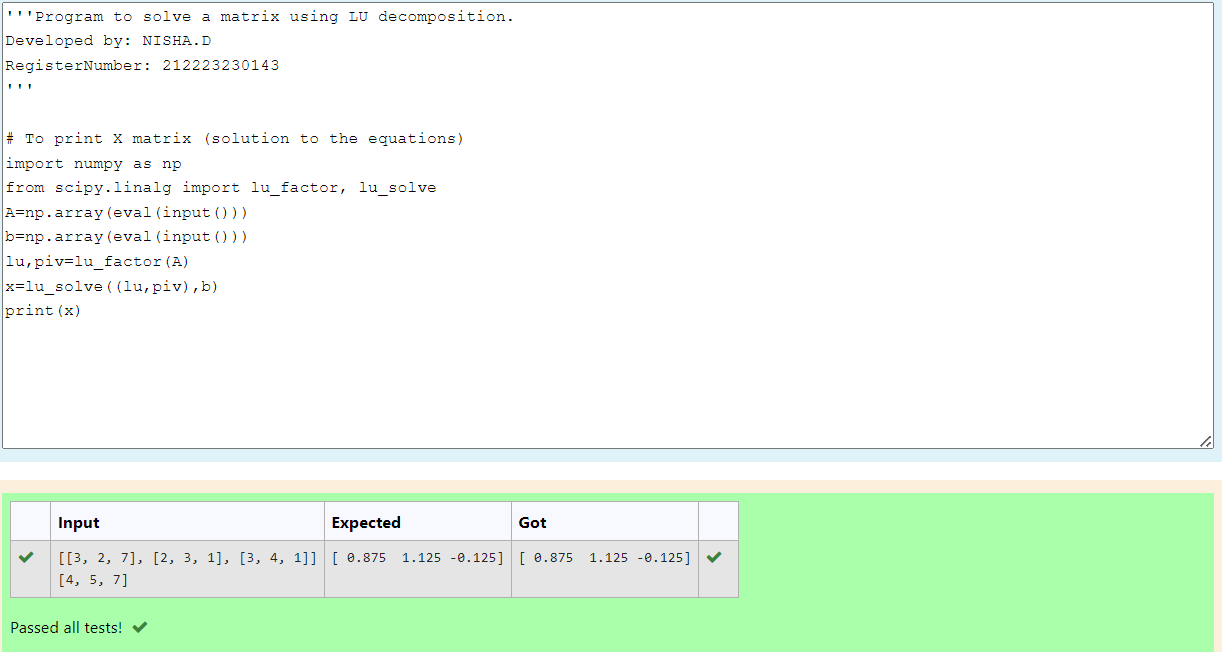 '''Program to solve a matrix using LU decomposition.
Developed by: NISHA.D
RegisterNumber: 212223230143
'''
# To print X matrix (solution to the equations)
import numpy as np
from scipy.linalg import lu_factor, lu_solve
A=np.array(eval(input()))
b=np.array(eval(input()))
lu,piv=lu_factor(A)
x=lu_solve((lu,piv),b)
print(x)
Input Expected Got
[[3, 2, 7], [2, 3, 1], [3, 4, 1]] [ 0.875  1.125 -0.125] [ 0.875  1.125 -0.125]
[4, 5, 7]
Passed all tests!